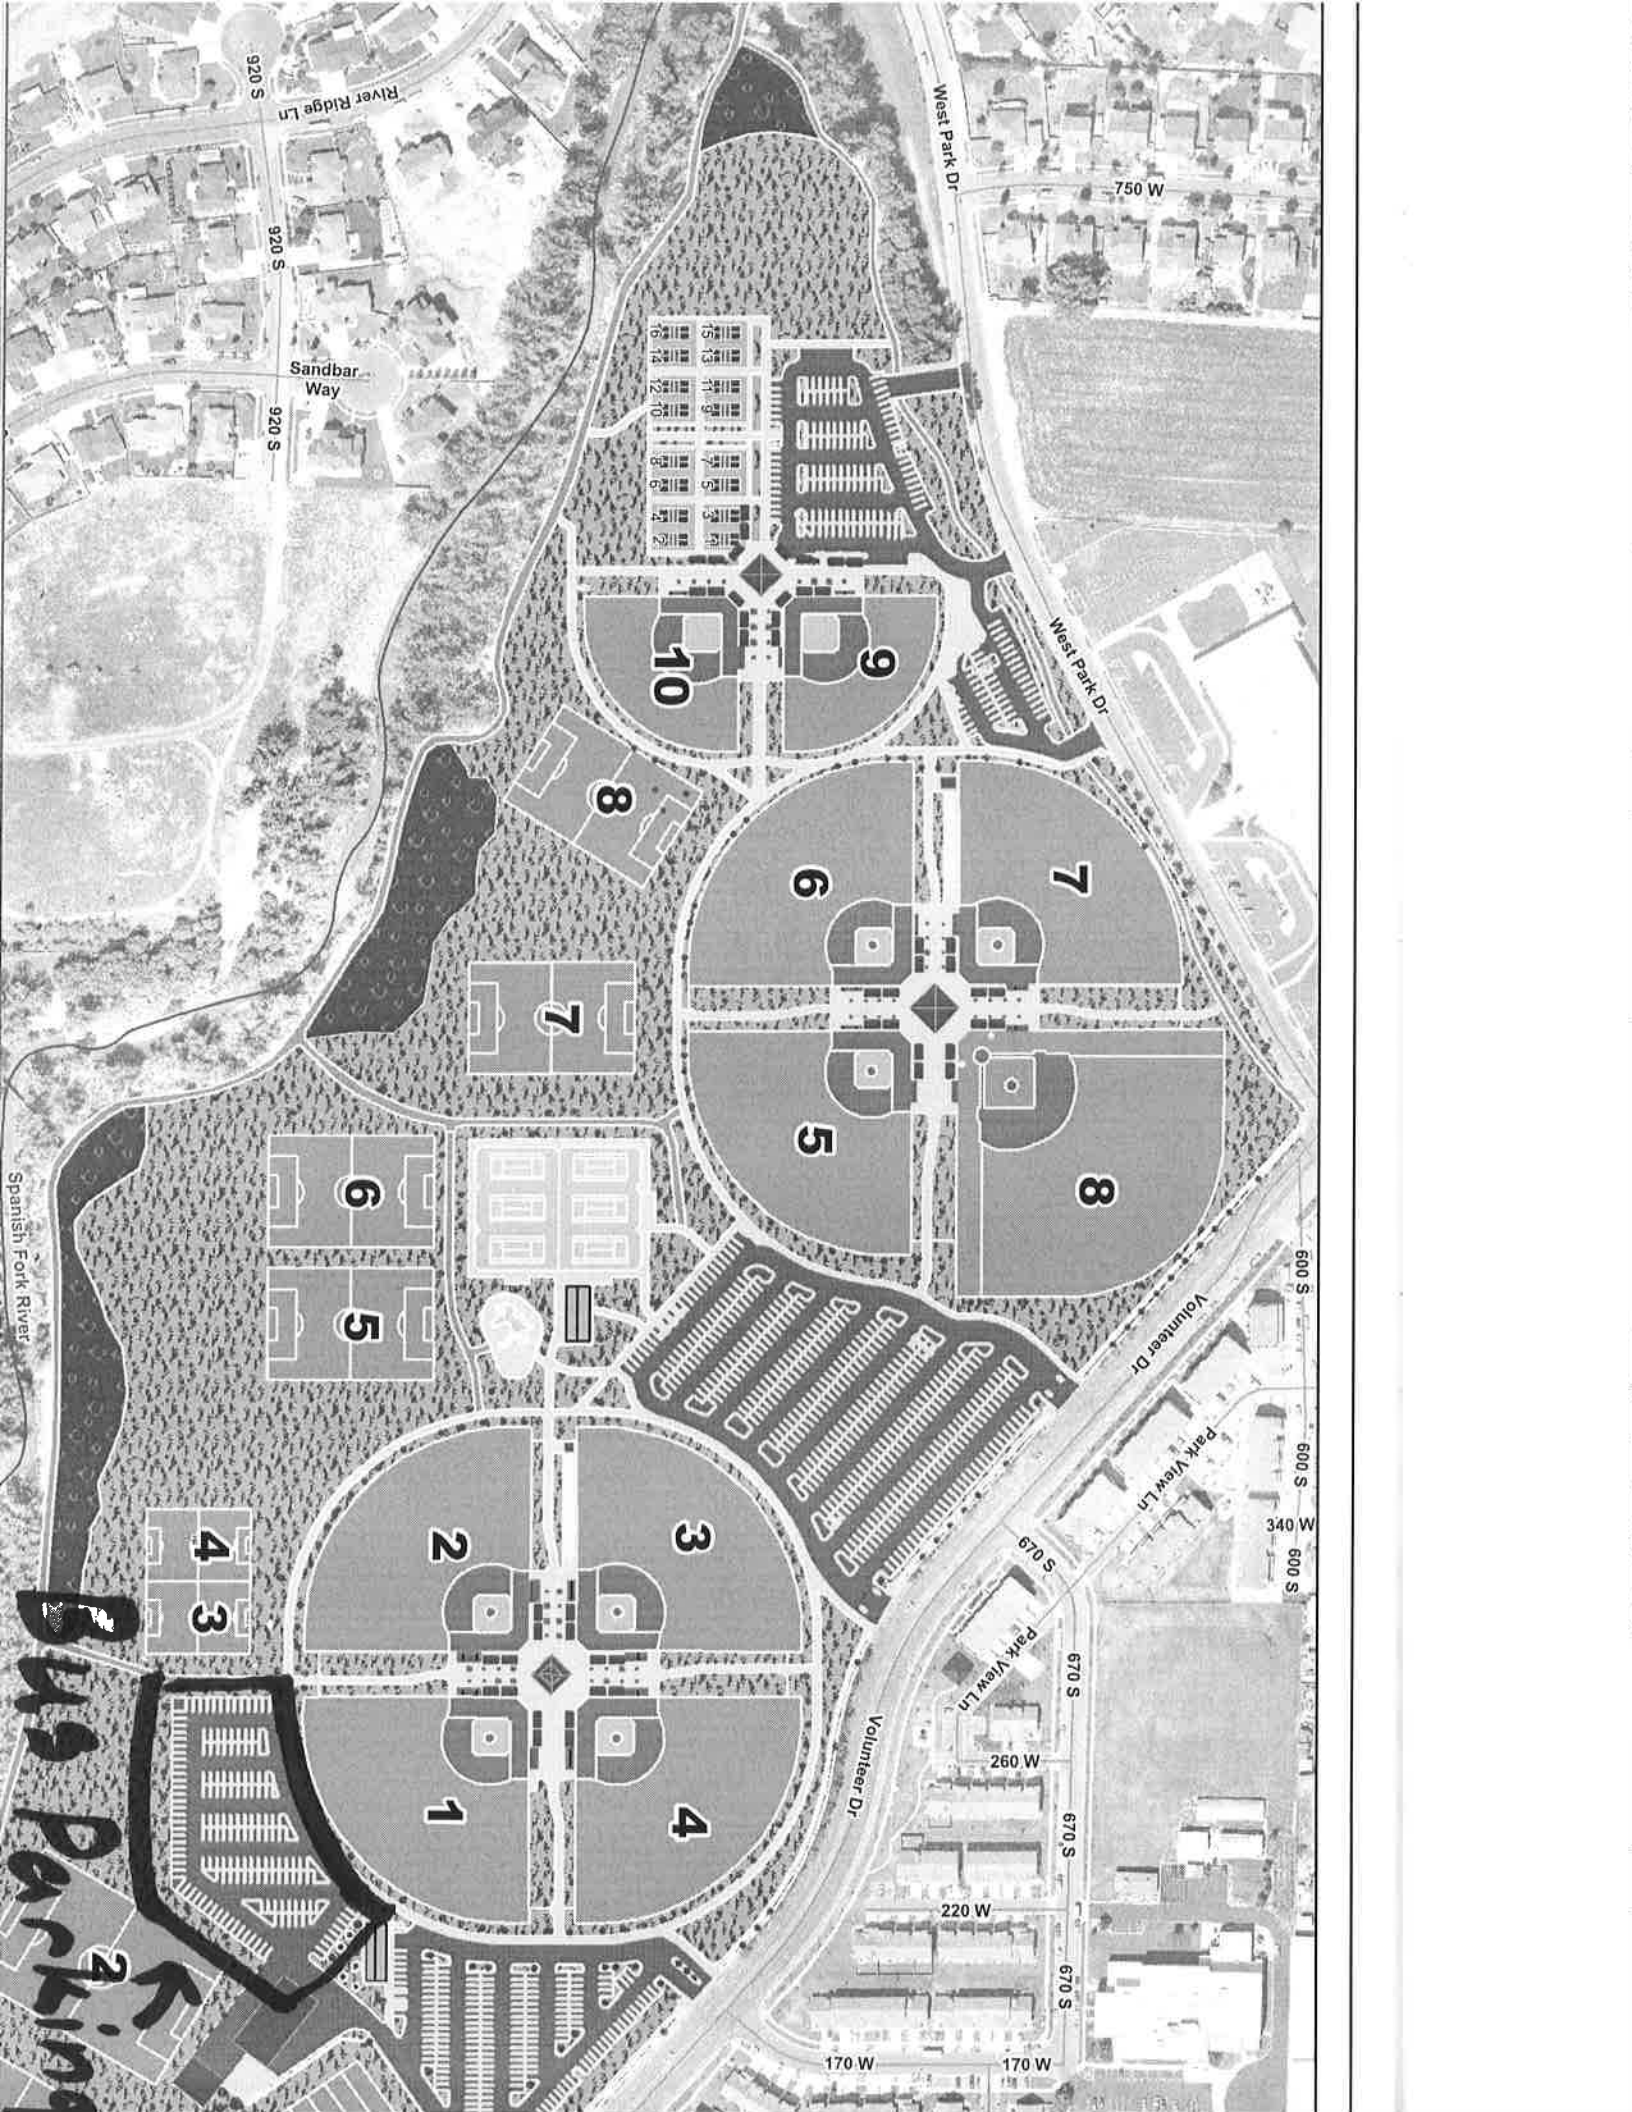 920 S
River Ridge Ln
West Park Dr
750 W
920 S
Sandbar
Way
920 S
16 14 12 10 8 6 4 2
15 13 11 9 7 5 3
West Park Dr
10
9
8
6
7
7
5
8
6
5
Spanish Fork River
600 S
Volunteer Dr
Park View Ln
600 S
340 W
600 S
670 S
2
3
4
3
Park View Ln
670 S
Volunteer Dr
260 W
1
4
670 S
220 W
2
670 S
170 W
170 W
Bus Parking